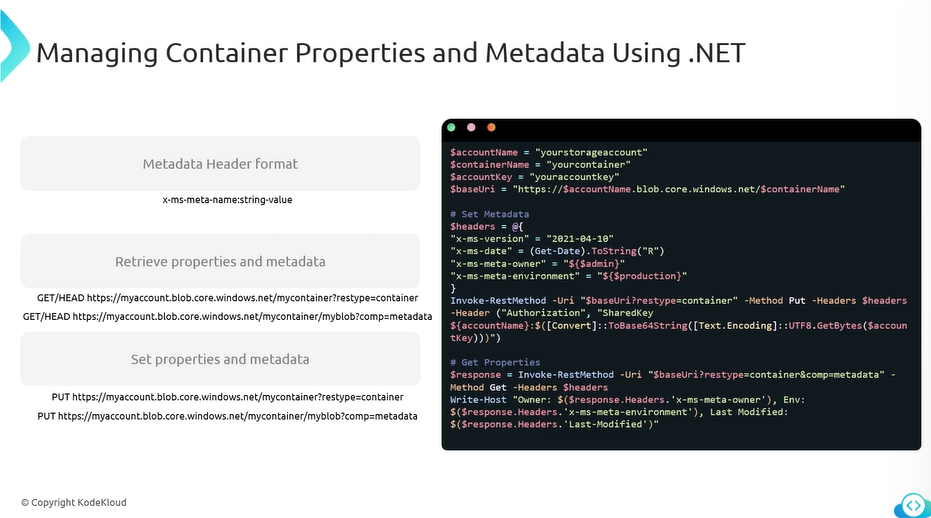 Managing Container Properties and Metadata Using .NET
Metadata Header format
x-ms-meta-name:string-value
Retrieve properties and metadata
GET/HEAD https://myaccount.blob.core.windows.net/mycontainer?restype=container
GET/HEAD https://myaccount.blob.core.windows.net/mycontainer/myblob?comp=metadata
Set properties and metadata
PUT https://myaccount.blob.core.windows.net/mycontainer?restype=container
PUT https://myaccount.blob.core.windows.net/mycontainer/myblob?comp=metadata
$accountName = "yourstorageaccount"
$containerName = "yourcontainer"
$accountKey = "youraccountkey"
$baseUri = "https://$accountName.blob.core.windows.net/$containerName"
# Set Metadata
$headers = @{
"x-ms-version" = "2021-04-10"
"x-ms-date" = (Get-Date).ToString("R")
"x-ms-meta-owner" = "${$admin}"
"x-ms-meta-environment" = "${$production}"
}
Invoke-RestMethod -Uri "$baseUri?restype=container" -Method Put -Headers $headers
-Header ("Authorization", "SharedKey
${accountName}:$([Convert]::ToBase64String([Text.Encoding]::UTF8.GetBytes($accoun
tKey)))")
# Get Properties
$response = Invoke-RestMethod -Uri "$baseUri?restype=container&comp=metadata" -
Method Get -Headers $headers
Write-Host "Owner: $($response.Headers.'x-ms-meta-owner'), Env:
$($response.Headers.'x-ms-meta-environment'), Last Modified:
$($response.Headers.'Last-Modified')"
© Copyright KodeKloud